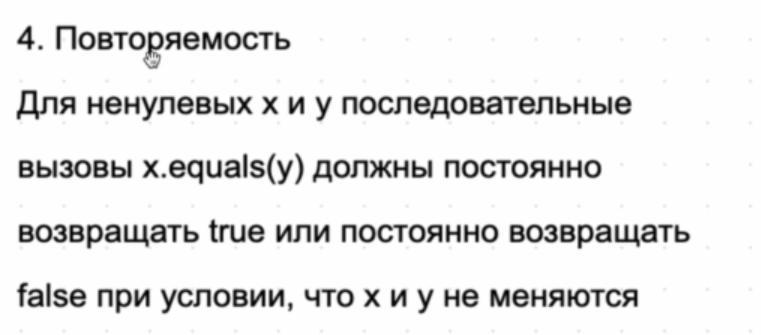 4. Повторяемость
Для ненулевых x и y последовательные
вызовы x.equals(y) должны постоянно
возвращать true или постоянно возвращать
false при условии, что x и y не меняются